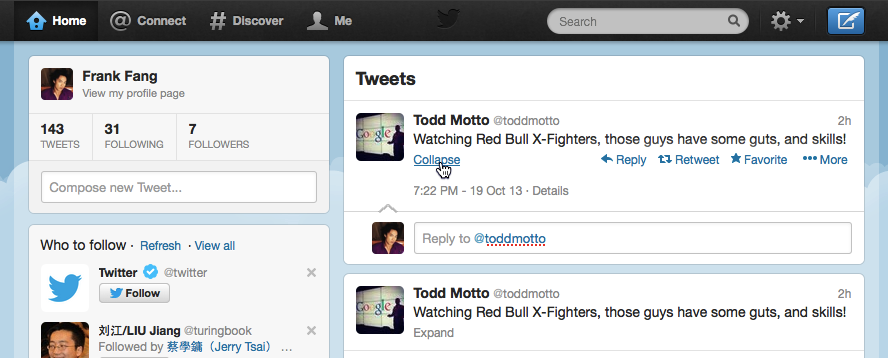 Home
Connect
Discover
Me
Search
Frank Fang
View my profile page
143
TWEETS
31
FOLLOWING
7
FOLLOWERS
Compose new Tweet...
Who to follow · Refresh · View all
Twitter @twitter
Follow
刘江/LIU Jiang @turingbook
Followed by 蔡學鏞（Jerry Tsai） ...
Tweets
Todd Motto @toddmotto 2h
Watching Red Bull X-Fighters, those guys have some guts, and skills!
Collapse Reply Retweet Favorite More
7:22 PM - 19 Oct 13 · Details
Reply to @toddmotto
Todd Motto @toddmotto 2h
Watching Red Bull X-Fighters, those guys have some guts, and skills!
Expand
Google
Google